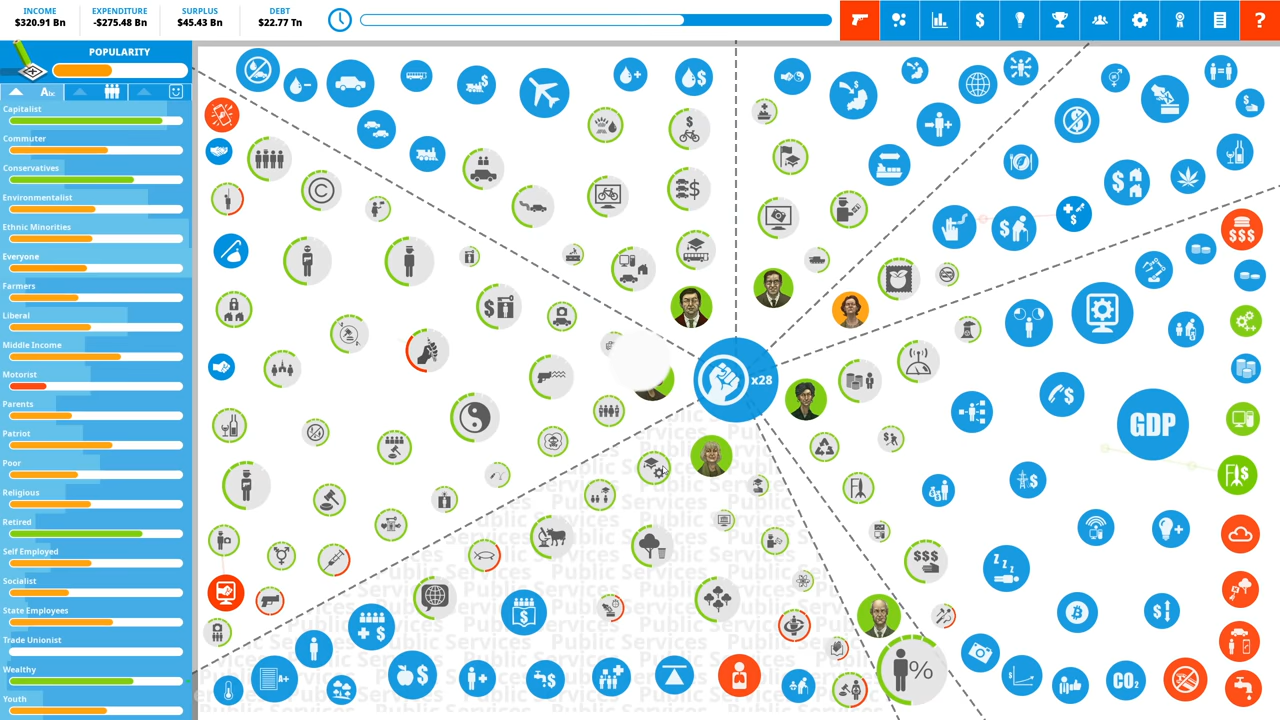 INCOME EXPENDITURE SURPLUS DEBT
$320.91 Bn -$275.48 Bn $45.43 Bn $22.77 Tn
?
POPULARITY
Abc
Capitalist
Commuter
Conservatives
Environmentalist
Ethnic Minorities
Everyone
Farmers
Liberal
Middle Income
Motorist
Parents
Patriot
Poor
Religious
Retired
Self Employed
Socialist
State Employees
Trade Unionist
Wealthy
Youth
x28
GDP
CO2
%
A+
Z Z Z
$$$
$$$
Public Services